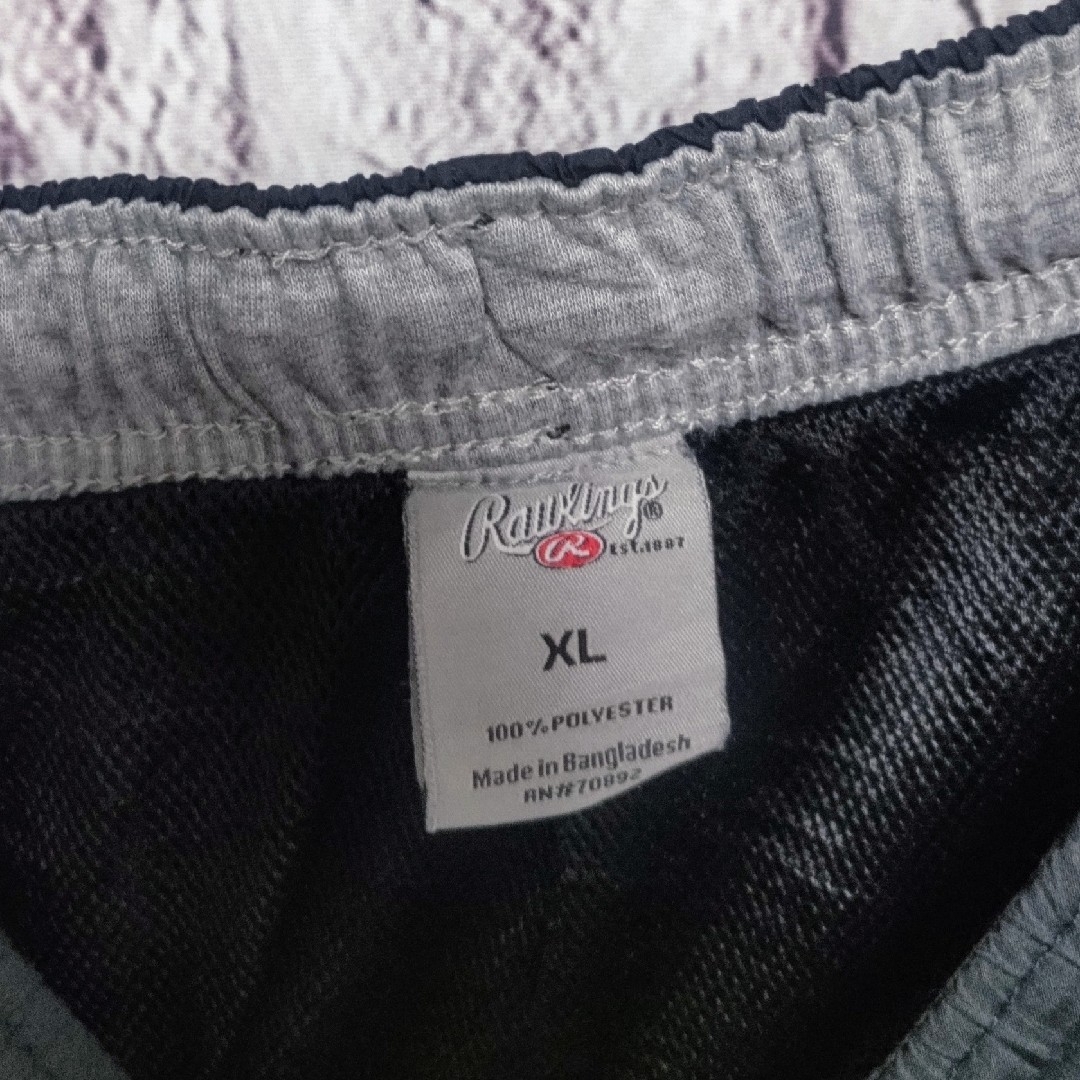 Rawlings®
R Est.1887
XL
100% POLYESTER
Made in Bangladesh
RN#70892